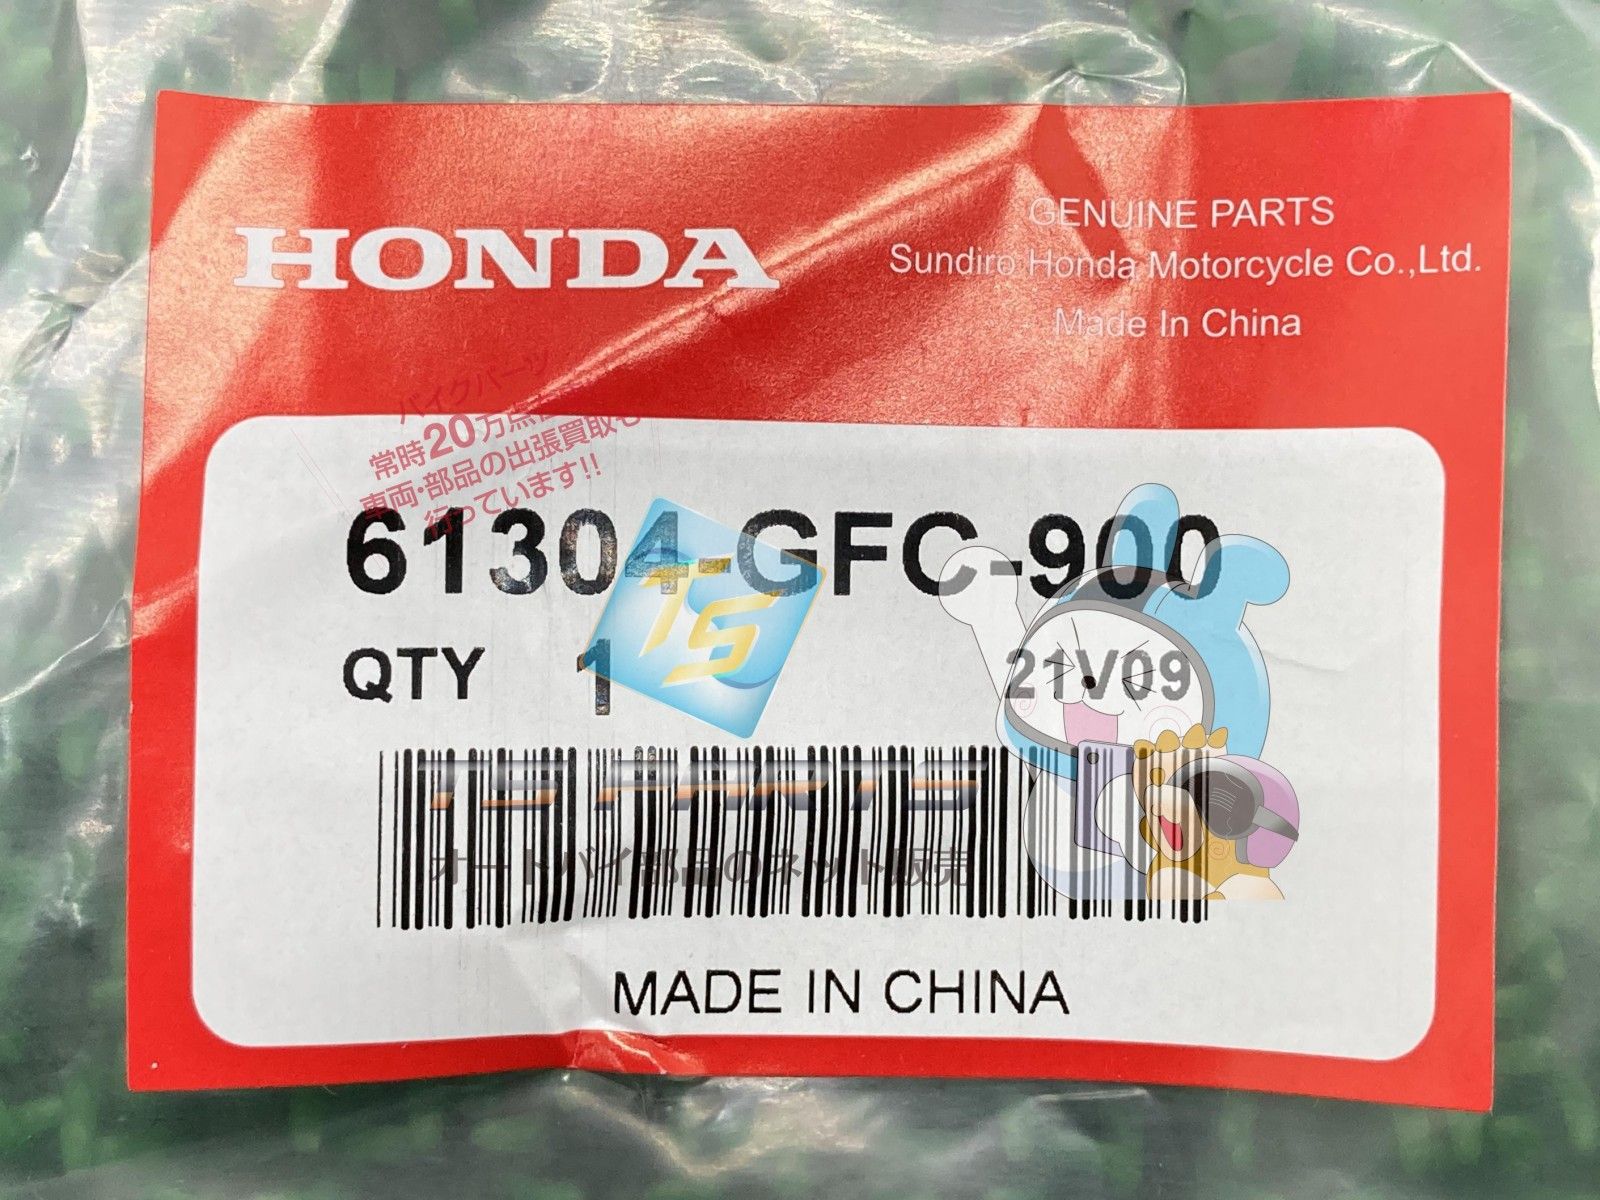 HONDA
GENUINE PARTS
Sundiro Honda Motorcycle Co.,Ltd.
Made In China
バイクパーツ
常時20万点
車両・部品の出張買取も
行っています!!
61304-GFC-900
TS
QTY 1 21V09
TS PARTS
オートバイ部品のネット販売
MADE IN CHINA